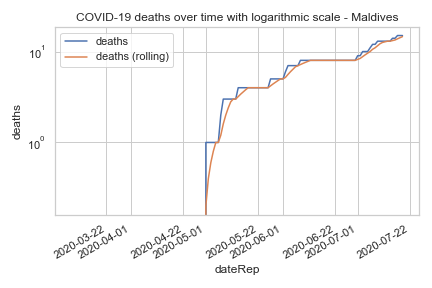 COVID-19 deaths over time with logarithmic scale - Maldives
deaths
deaths (rolling)
10¹
10⁰
deaths
2020-03-22
2020-04-01
2020-04-22
2020-05-01
2020-05-22
2020-06-01
2020-06-22
2020-07-01
2020-07-22
dateRep